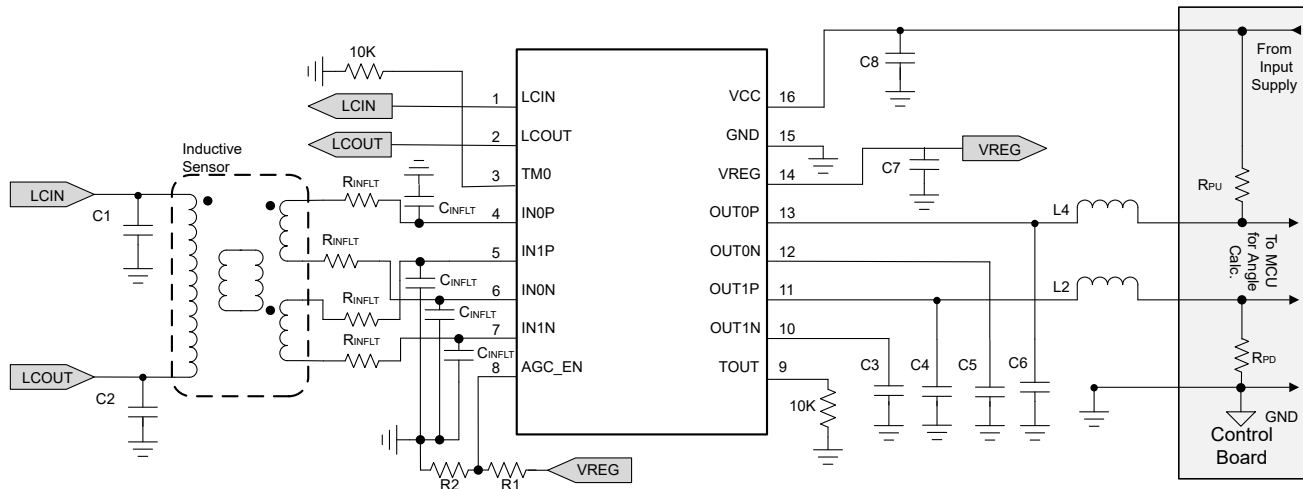 10K
LCIN
LCOUT
Inductive
Sensor
LCIN
C1
LCOUT
C2
RINFLT
CINFLT
RINFLT
CINFLT
RINFLT
CINFLT
RINFLT
CINFLT
1 LCIN
2 LCOUT
3 TM0
4 IN0P
5 IN1P
6 IN0N
7 IN1N
8 AGC_EN
R2
R1
VREG
VCC 16
GND 15
VREG 14
OUT0P 13
OUT0N 12
OUT1P 11
OUT1N 10
TOUT 9
10K
C8
C7
VREG
L4
L2
C3
C4
C5
C6
From
Input
Supply
RPU
To MCU
for Angle
Calc.
RPD
GND
Control
Board